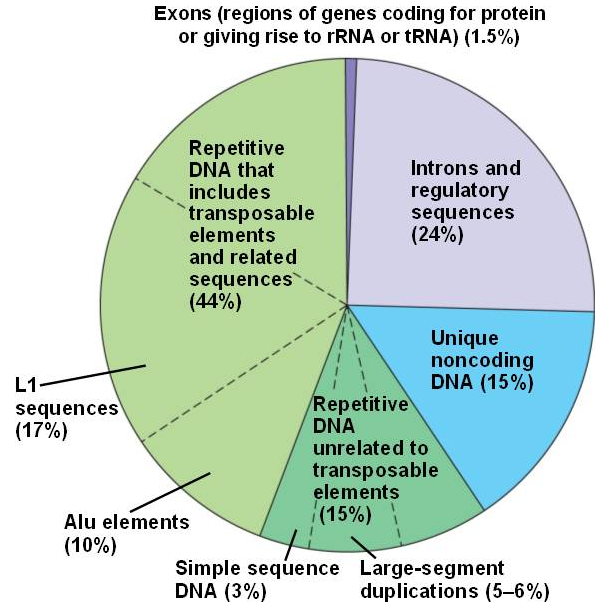 Exons (regions of genes coding for protein
or giving rise to rRNA or tRNA) (1.5%)
Repetitive
DNA that
includes
transposable
elements
and related
sequences
(44%)
Introns and
regulatory
sequences
(24%)
Unique
noncoding
DNA (15%)
L1
sequences
(17%)
Repetitive
DNA
unrelated to
transposable
elements
(15%)
Alu elements
(10%)
Simple sequence
DNA (3%)
Large-segment
duplications (5–6%)